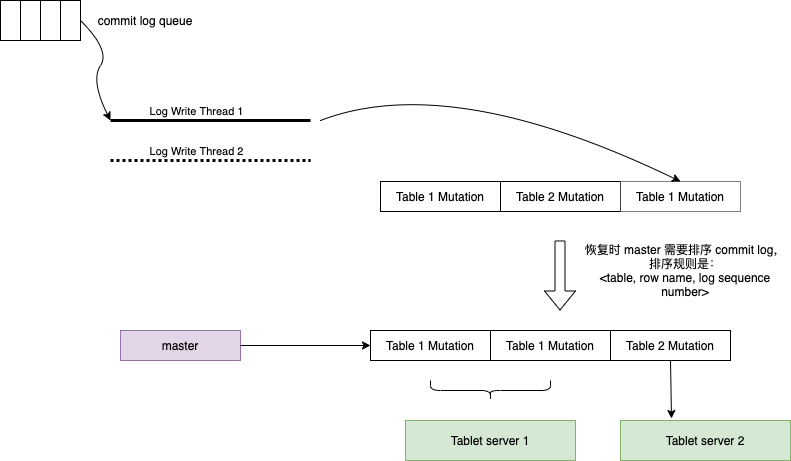 commit log queue
Log Write Thread 1
Log Write Thread 2
Table 1 Mutation
Table 2 Mutation
Table 1 Mutation
恢复时 master 需要排序 commit log,
排序规则是：
<table, row name, log sequence
number>
master
Table 1 Mutation
Table 1 Mutation
Table 2 Mutation
Tablet server 1
Tablet server 2